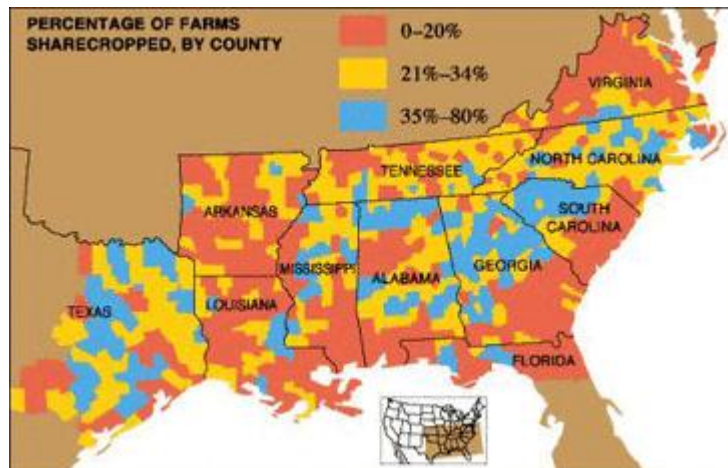 PERCENTAGE OF FARMS
SHARECROPPED, BY COUNTY
0–20%
21%–34%
35%–80%
VIRGINIA
NORTH CAROLINA
TENNESSEE
ARKANSAS
SOUTH
CAROLINA
MISSISSIPPI
ALABAMA
GEORGIA
TEXAS
LOUISIANA
FLORIDA